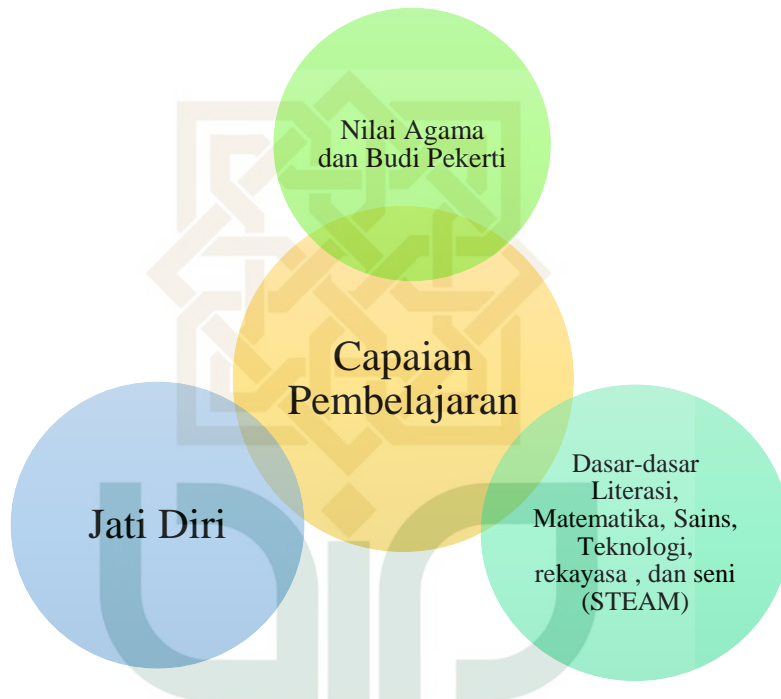 Nilai Agama
dan Budi Pekerti
Capaian
Pembelajaran
Jati Diri
Dasar-dasar
Literasi,
Matematika, Sains,
Teknologi,
rekayasa , dan seni
(STEAM)